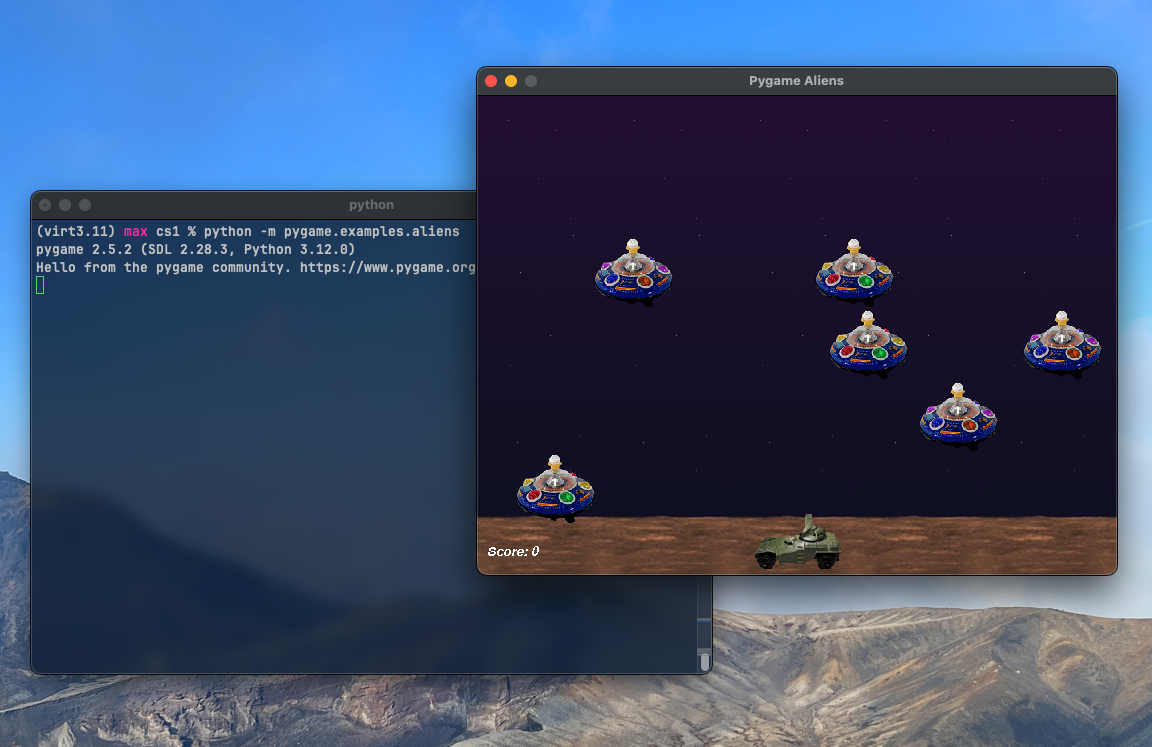 Pygame Aliens
python
(virt3.11) max cs1 % python -m pygame.examples.aliens
pygame 2.5.2 (SDL 2.28.3, Python 3.12.0)
Hello from the pygame community. https://www.pygame.org
Score: 0